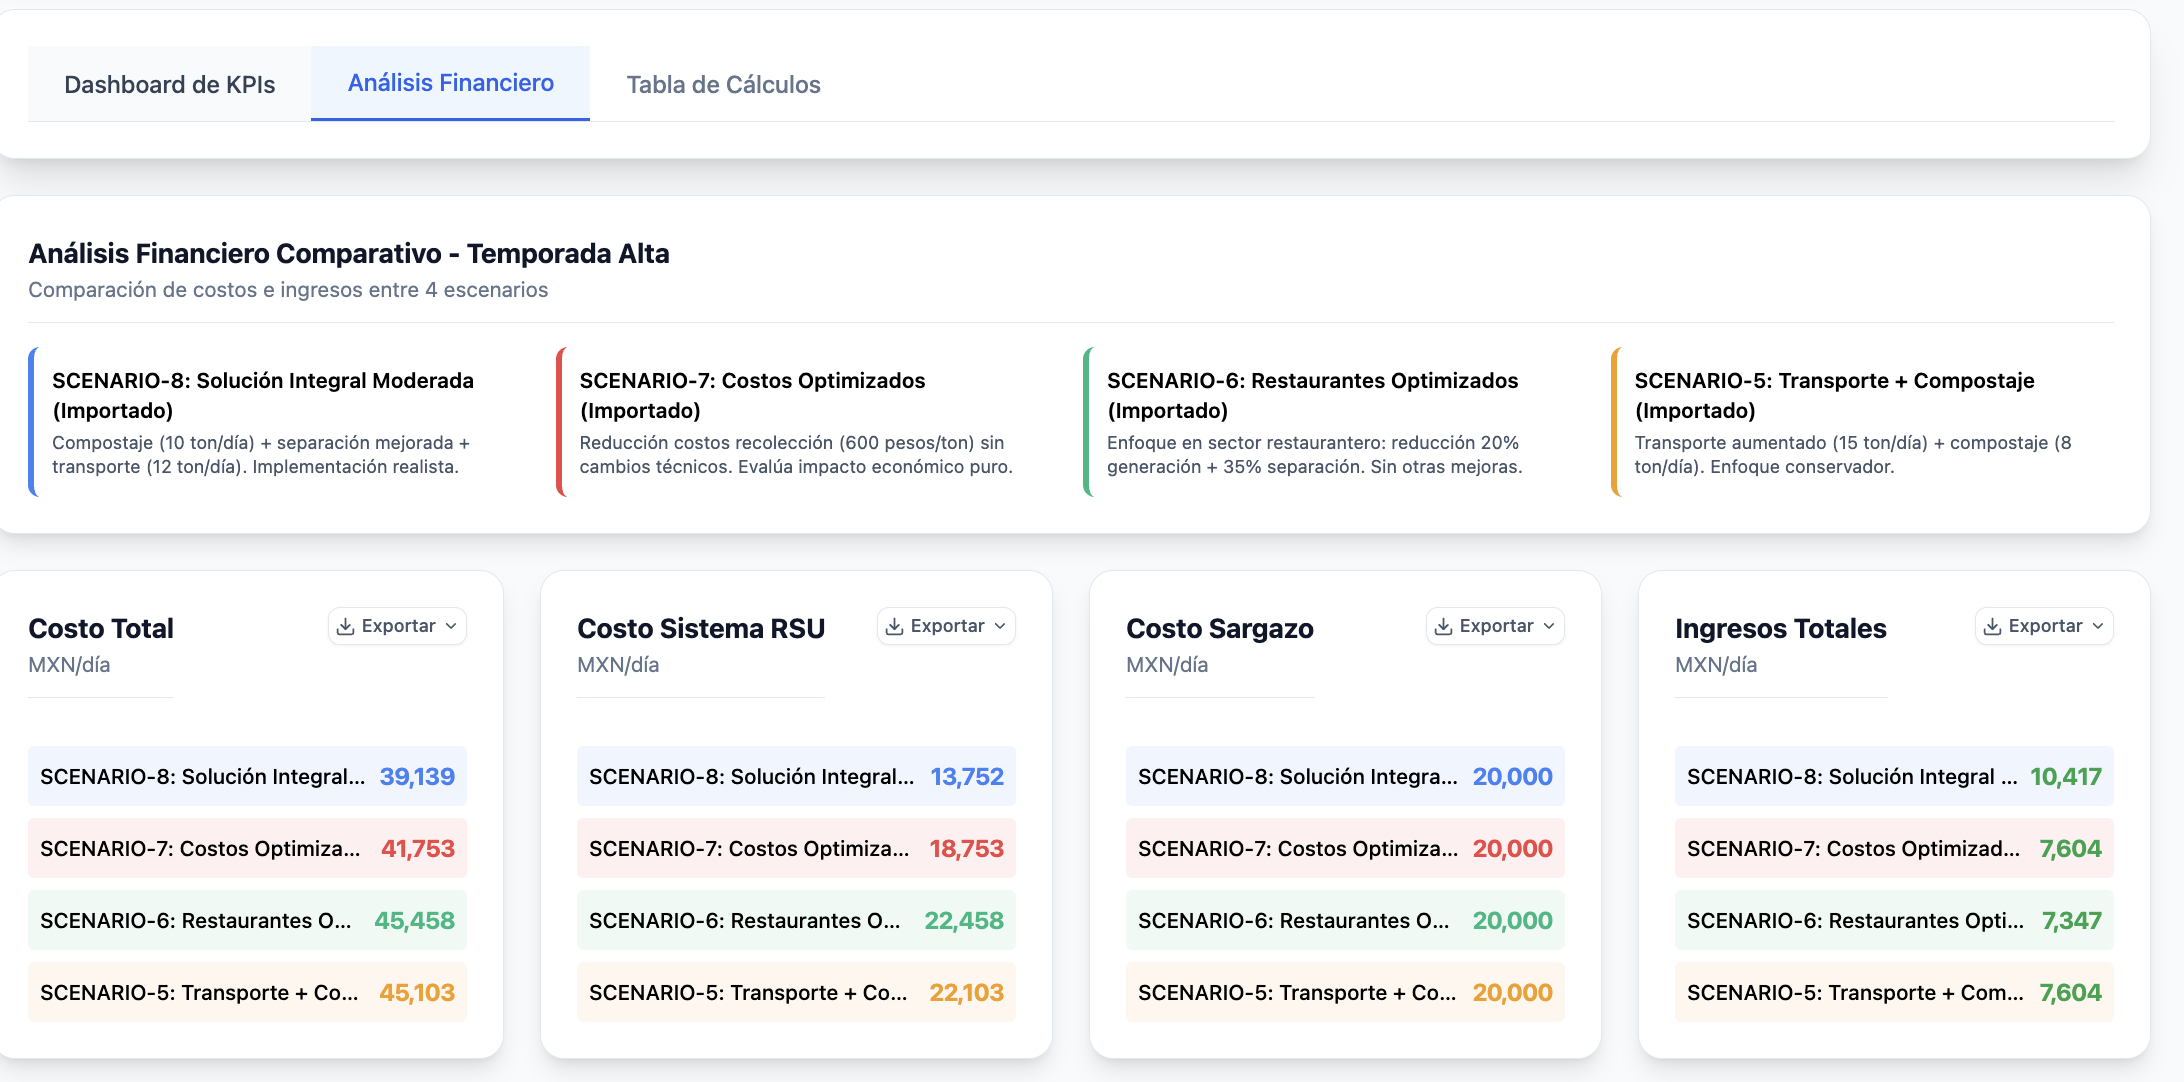 Dashboard de KPIs
Análisis Financiero
Tabla de Cálculos
Análisis Financiero Comparativo - Temporada Alta
Comparación de costos e ingresos entre 4 escenarios
SCENARIO-8: Solución Integral Moderada
(Importado)
Compostaje (10 ton/día) + separación mejorada +
transporte (12 ton/día). Implementación realista.
SCENARIO-7: Costos Optimizados
(Importado)
Reducción costos recolección (600 pesos/ton) sin
cambios técnicos. Evalúa impacto económico puro.
SCENARIO-6: Restaurantes Optimizados
(Importado)
Enfoque en sector restaurantero: reducción 20%
generación + 35% separación. Sin otras mejoras.
SCENARIO-5: Transporte + Compostaje
(Importado)
Transporte aumentado (15 ton/día) + compostaje (8
ton/día). Enfoque conservador.
Costo Total
Exportar
MXN/día
SCENARIO-8: Solución Integral... 39,139
SCENARIO-7: Costos Optimiza... 41,753
SCENARIO-6: Restaurantes O... 45,458
SCENARIO-5: Transporte + Co... 45,103
Costo Sistema RSU
Exportar
MXN/día
SCENARIO-8: Solución Integral... 13,752
SCENARIO-7: Costos Optimiza... 18,753
SCENARIO-6: Restaurantes O... 22,458
SCENARIO-5: Transporte + Co... 22,103
Costo Sargazo
Exportar
MXN/día
SCENARIO-8: Solución Integra... 20,000
SCENARIO-7: Costos Optimiza... 20,000
SCENARIO-6: Restaurantes O... 20,000
SCENARIO-5: Transporte + Co... 20,000
Ingresos Totales
Exportar
MXN/día
SCENARIO-8: Solución Integral ... 10,417
SCENARIO-7: Costos Optimizad... 7,604
SCENARIO-6: Restaurantes Opti... 7,347
SCENARIO-5: Transporte + Com... 7,604